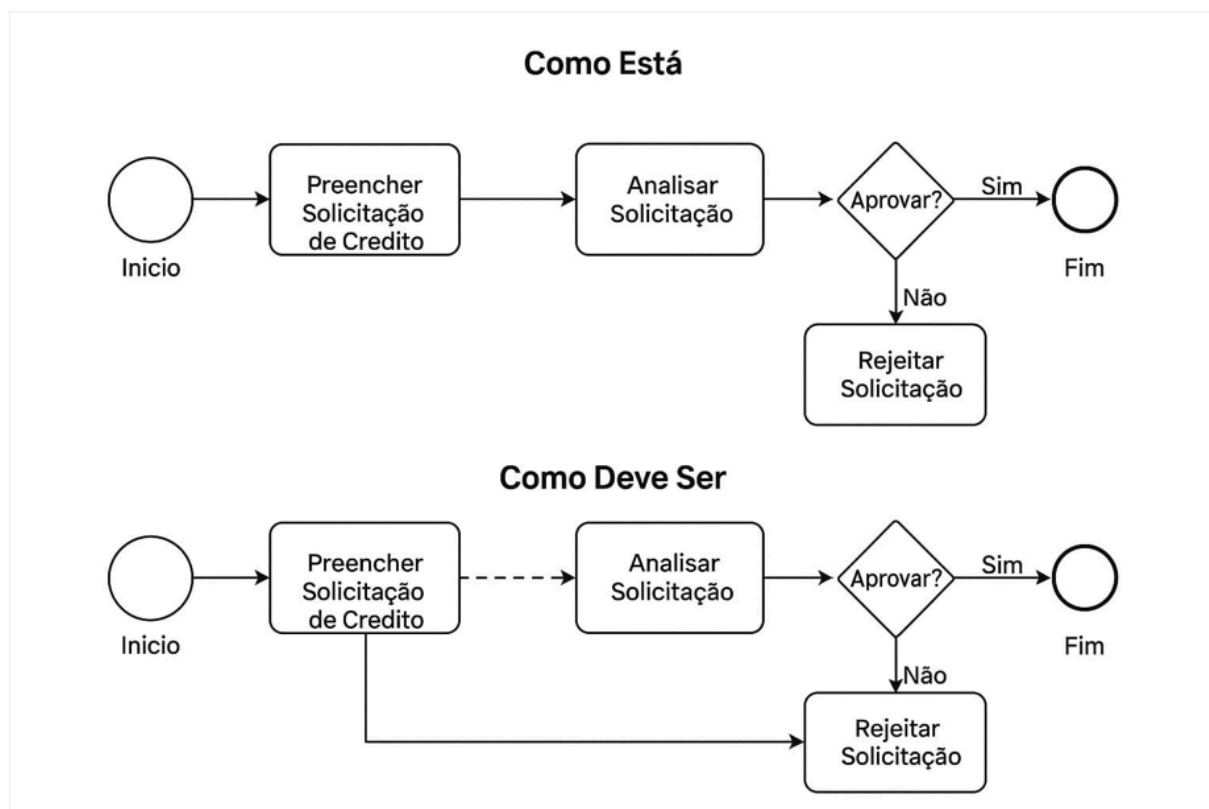 Como Está
Preencher
Solicitação
de Credito
Analisar
Solicitação
Aprovar?
Sim
Inicio
Fim
Não
Rejeitar
Solicitação
Como Deve Ser
Preencher
Solicitação
de Credito
Analisar
Solicitação
Aprovar?
Sim
Inicio
Fim
Não
Rejeitar
Solicitação